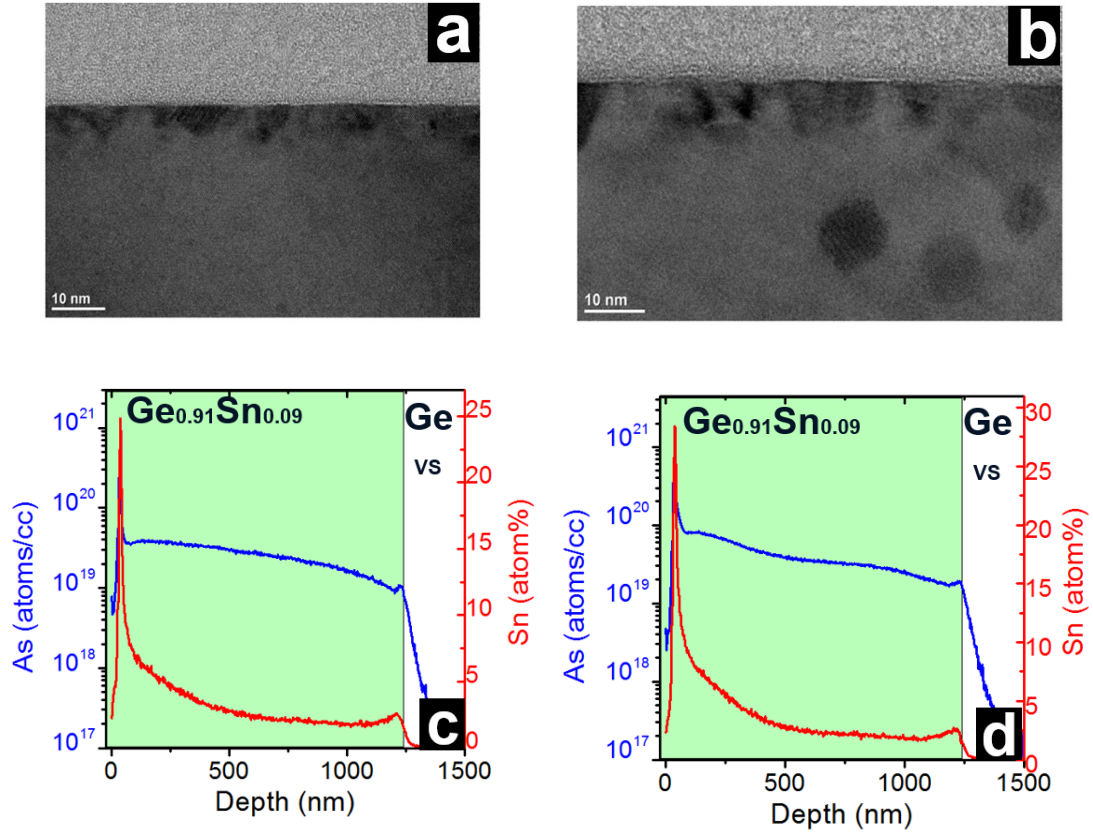 a
10 nm
b
10 nm
Ge0.91Sn0.09
Ge
vs
As (atoms/cc)
10^21
10^20
10^19
10^18
10^17
25
20
15
10
5
0
Sn (atom%)
0 500 1000 1500
Depth (nm)
c
Ge0.91Sn0.09
Ge
vs
As (atoms/cc)
10^21
10^20
10^19
10^18
10^17
30
25
20
15
10
5
0
Sn (atom%)
0 500 1000 1500
Depth (nm)
d